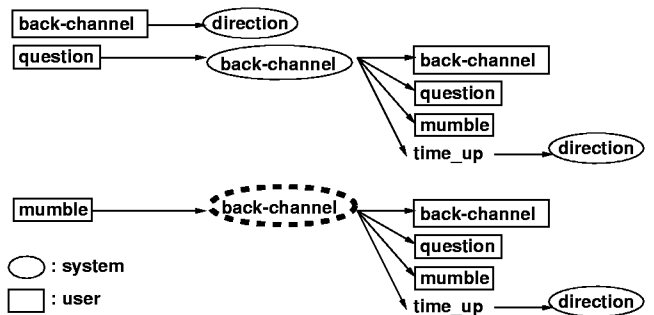 back-channel direction
question back-channel back-channel
question
mumble
time_up direction
mumble back-channel back-channel
question
mumble
time_up direction
: system
: user